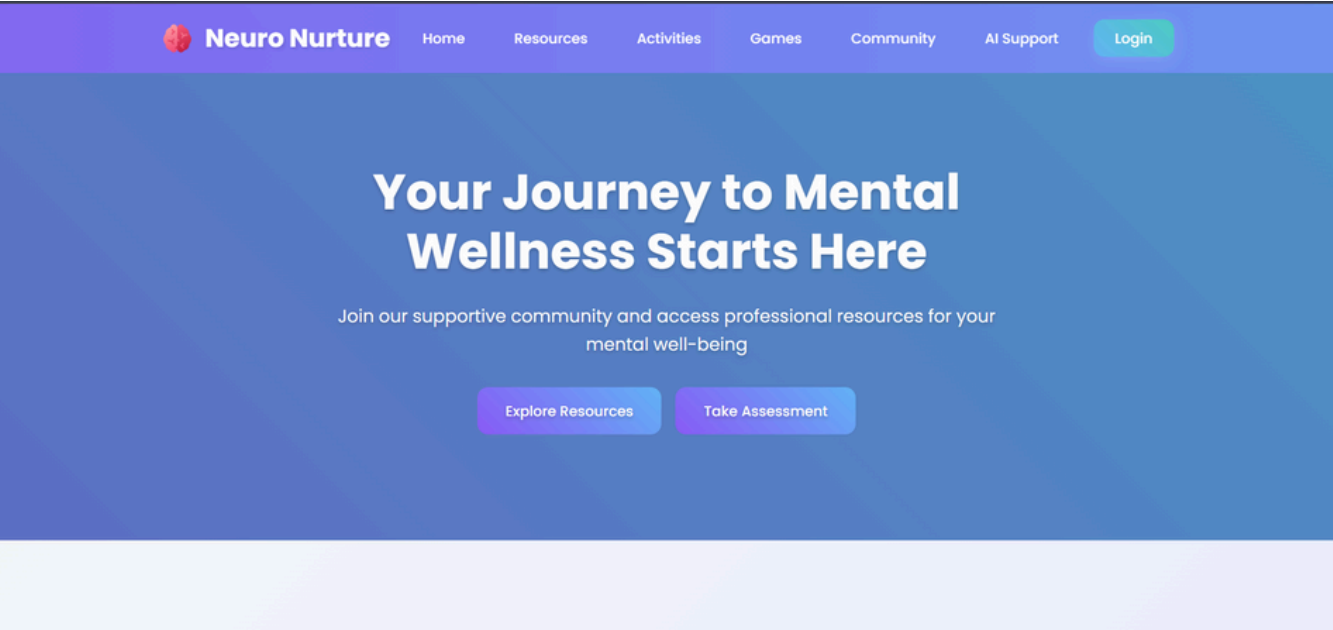 Neuro Nurture Home Resources Activities Games Community AI Support Login
Your Journey to Mental
Wellness Starts Here
Join our supportive community and access professional resources for your
mental well-being
Explore Resources Take Assessment